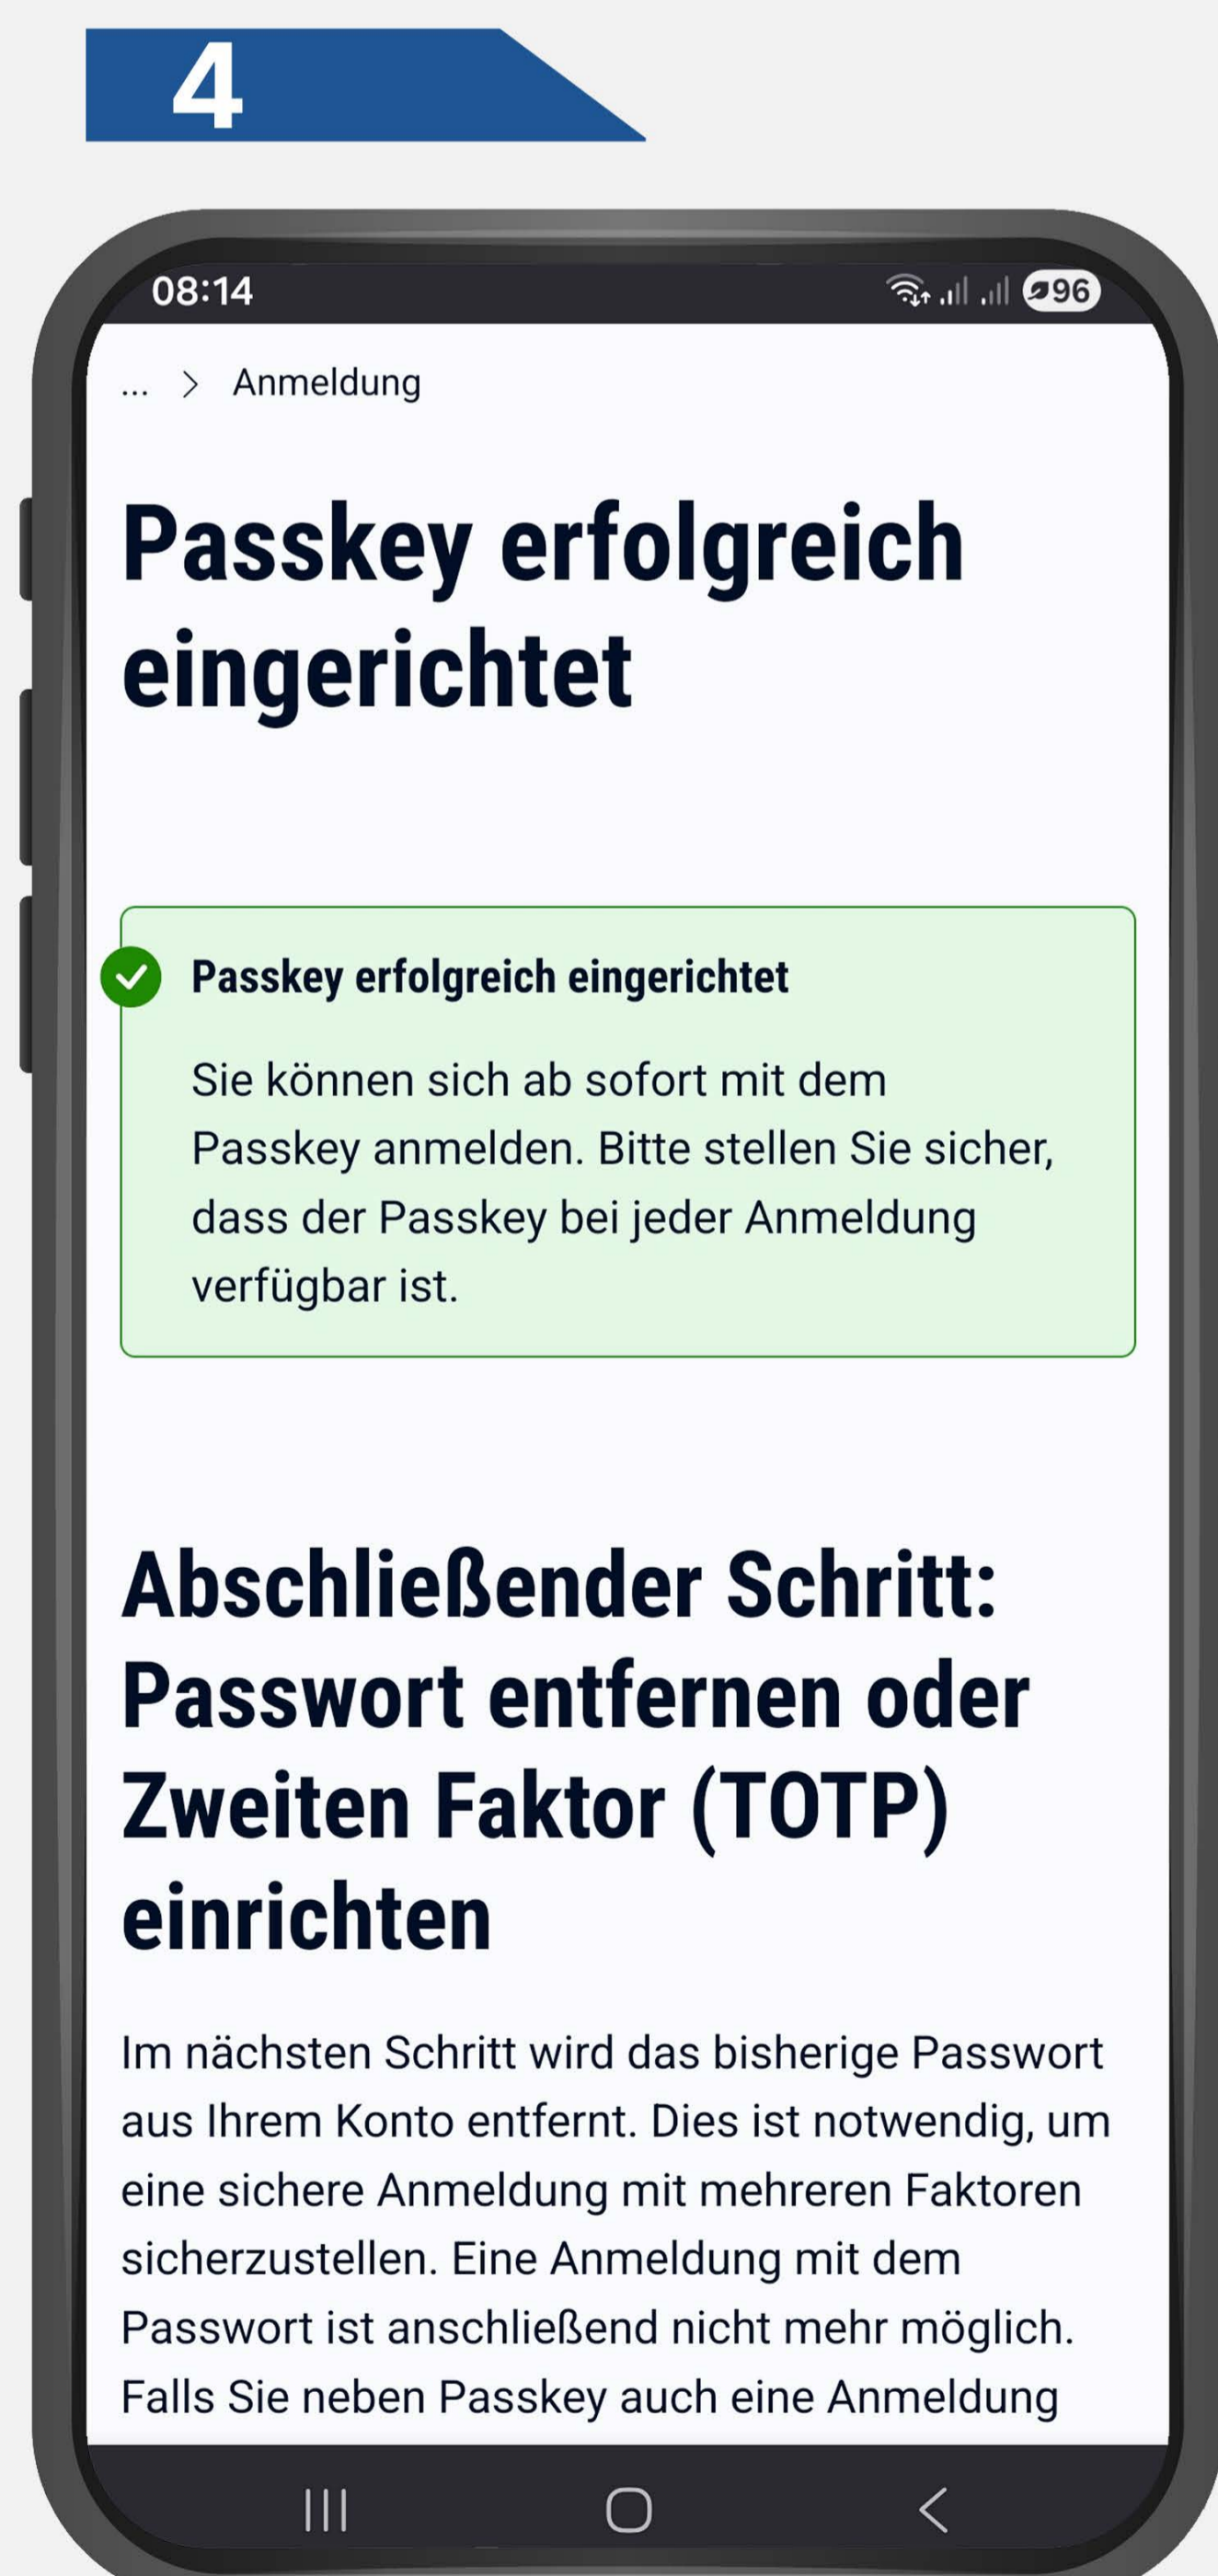 4
08:14
96
... > Anmeldung
Passkey erfolgreich
eingerichtet
Passkey erfolgreich eingerichtet
Sie können sich ab sofort mit dem
Passkey anmelden. Bitte stellen Sie sicher,
dass der Passkey bei jeder Anmeldung
verfügbar ist.
Abschließender Schritt:
Passwort entfernen oder
Zweiten Faktor (TOTP)
einrichten
Im nächsten Schritt wird das bisherige Passwort
aus Ihrem Konto entfernt. Dies ist notwendig, um
eine sichere Anmeldung mit mehreren Faktoren
sicherzustellen. Eine Anmeldung mit dem
Passwort ist anschließend nicht mehr möglich.
Falls Sie neben Passkey auch eine Anmeldung